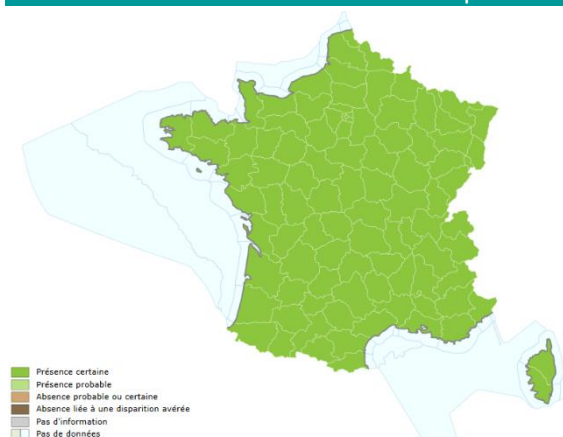 Présence certaine
Présence probable
Absence probable ou certaine
Absence liée à une disparition avérée
Pas d'information
Pas de données